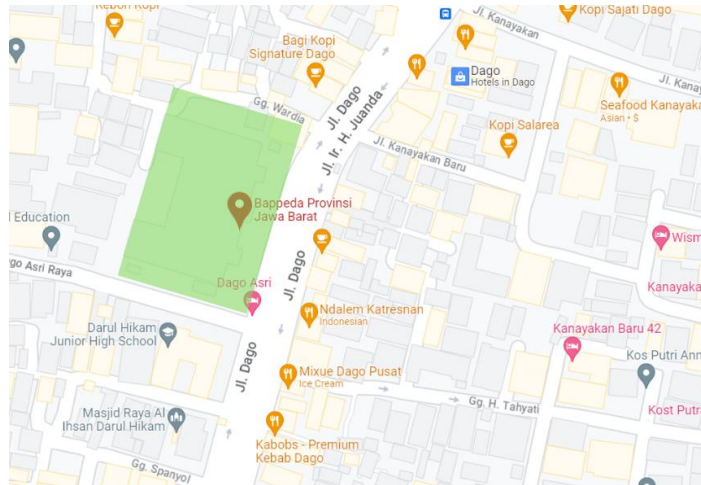 Kebon Kopi
Bagi Kopi
Signature Dago
Jl. Kanayakan
Kopi Sajati Dago
Dago
Hotels in Dago
Seafood Kanayaka
Asian • $
Jl. Kanay
Kopi Salarea
Gg. Wardia
Jl. Dago
Jl. Ir. H. Juanda
Jl. Kanayakan Baru
Bappeda Provinsi
Jawa Barat
l Education
ago Asri Raya
Dago Asri
Jl. Dago
Wism
Kanayaka
Ndalem Katresnan
Indonesian
Darul Hikam
Junior High School
Kanayakan Baru 42
Kos Putri Ann
Jl. Dago
Mixue Dago Pusat
Ice Cream
Gg. H. Tahyati
Kost Putra
Masjid Raya Al
Ihsan Darul Hikam
Kabobs - Premium
Kebab Dago
Gg. Spanyol